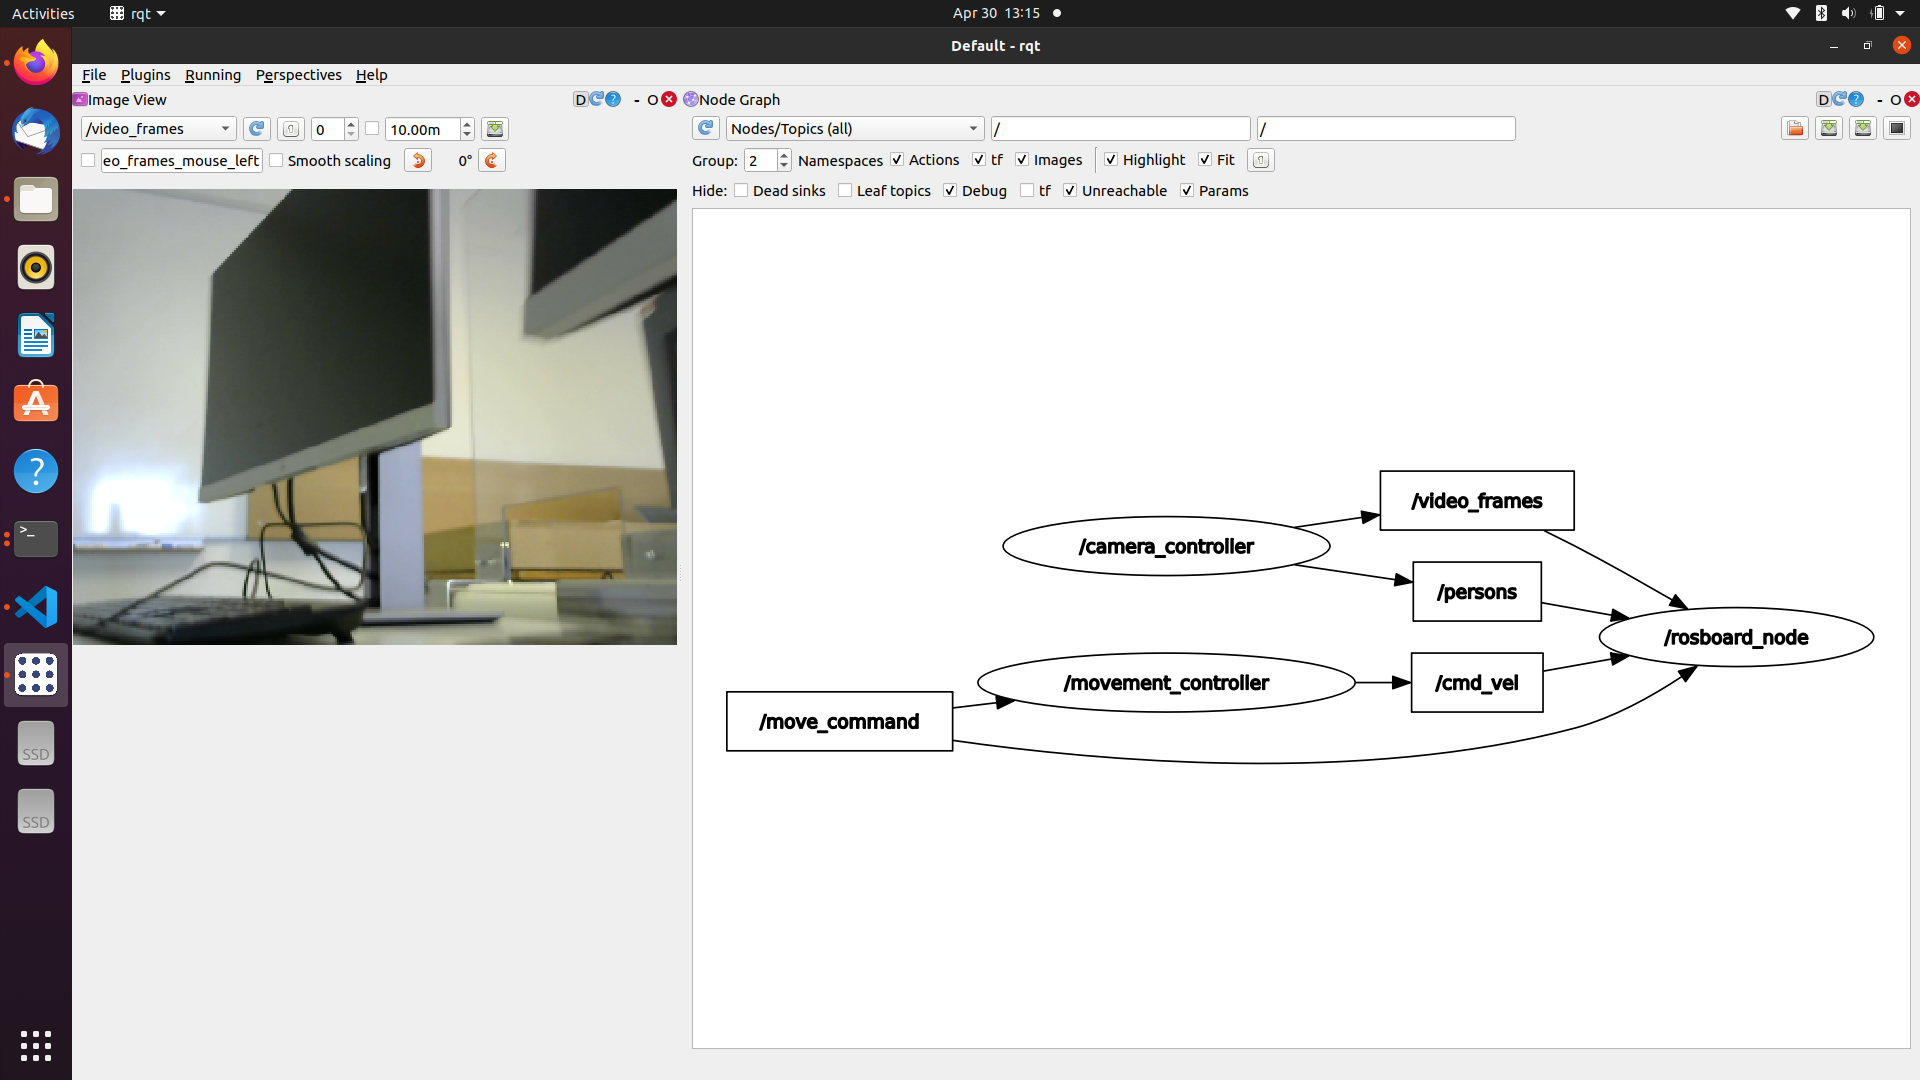 Activities rqt Apr 30 13:15
Default - rqt
File Plugins Running Perspectives Help
Image View D ? - O
Node Graph D ? - O
/video_frames 0 10.00m
Nodes/Topics (all) / /
eo_frames_mouse_left Smooth scaling 0°
Group: 2 Namespaces Actions tf Images Highlight Fit
Hide: Dead sinks Leaf topics Debug tf Unreachable Params
/video_frames
/camera_controller
/persons
/rosboard_node
/movement_controller
/cmd_vel
/move_command
?
>_
SSD
SSD